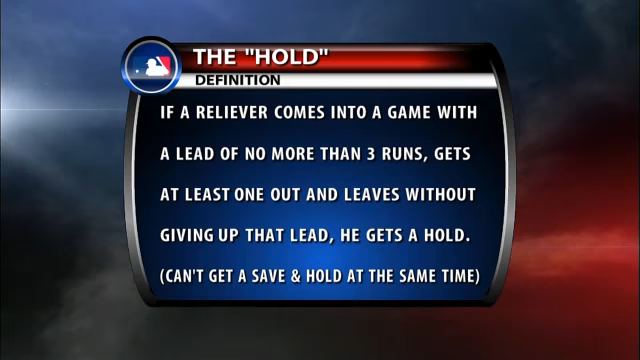 THE "HOLD"
DEFINITION
IF A RELIEVER COMES INTO A GAME WITH
A LEAD OF NO MORE THAN 3 RUNS, GETS
AT LEAST ONE OUT AND LEAVES WITHOUT
GIVING UP THAT LEAD, HE GETS A HOLD.
(CAN'T GET A SAVE & HOLD AT THE SAME TIME)